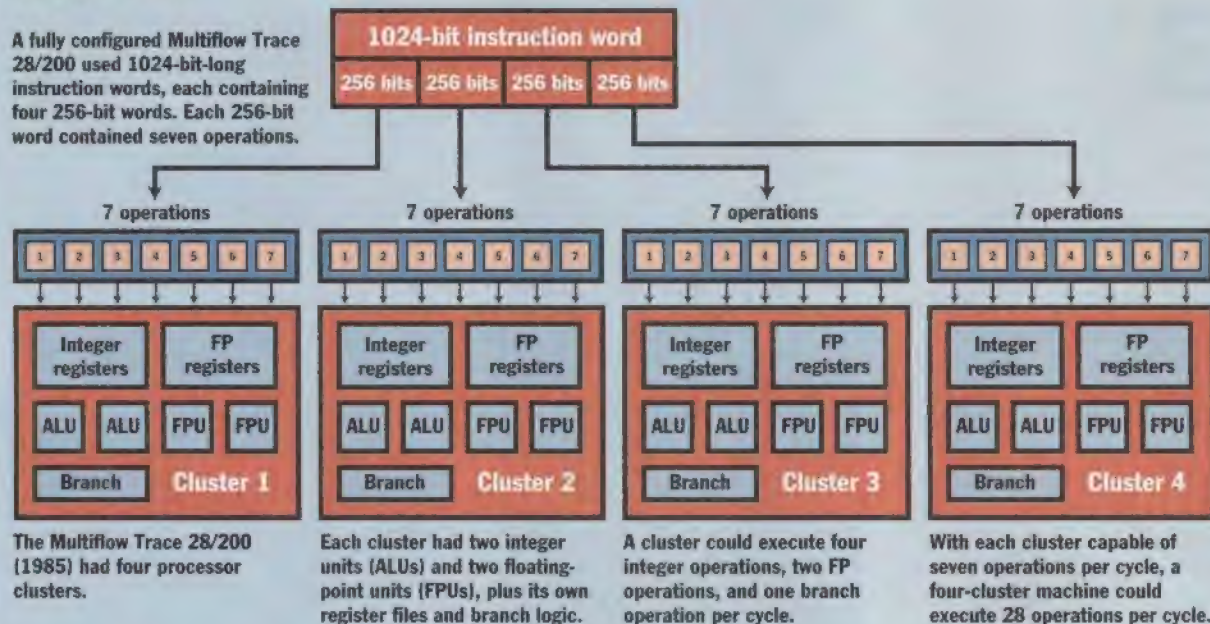 A fully configured Multiflow Trace
28/200 used 1024-bit-long
instruction words, each containing
four 256-bit words. Each 256-bit
word contained seven operations.
1024-bit instruction word
256 bits 256 bits 256 bits 256 bits
7 operations
7 operations
7 operations
7 operations
1 2 3 4 5 6 7
1 2 3 4 5 6 7
1 2 3 4 5 6 7
1 2 3 4 5 6 7
Integer
registers
FP
registers
ALU ALU FPU FPU
Branch
Cluster 1
Integer
registers
FP
registers
ALU ALU FPU FPU
Branch
Cluster 2
Integer
registers
FP
registers
ALU ALU FPU FPU
Branch
Cluster 3
Integer
registers
FP
registers
ALU ALU FPU FPU
Branch
Cluster 4
The Multiflow Trace 28/200
(1985) had four processor
clusters.
Each cluster had two integer
units (ALUs) and two floating-
point units (FPUs), plus its own
register files and branch logic.
A cluster could execute four
integer operations, two FP
operations, and one branch
operation per cycle.
With each cluster capable of
seven operations per cycle, a
four-cluster machine could
execute 28 operations per cycle.